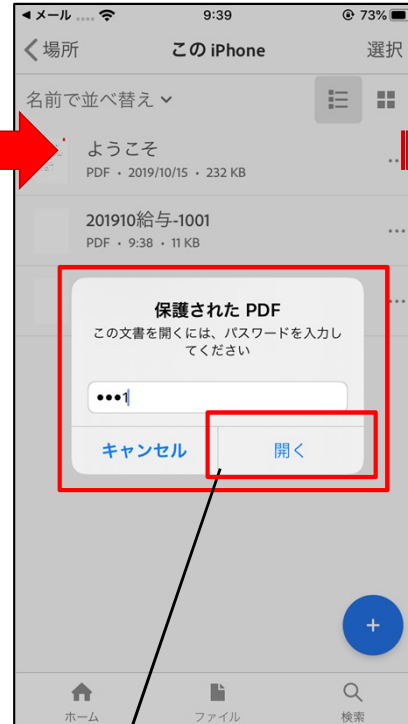 ◀メール .... 9:39 73%
場所 この iPhone 選択
名前で並べ替え
ようこそ
PDF・2019/10/15・232 KB
201910給与-1001
PDF・9:38・11 KB
保護された PDF
この文書を開くには、パスワードを入力し
てください
•••1
キャンセル 開く
+
ホーム ファイル 検索